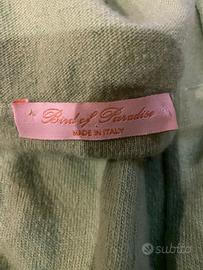 Bird of Paradise
MADE IN ITALY
subito